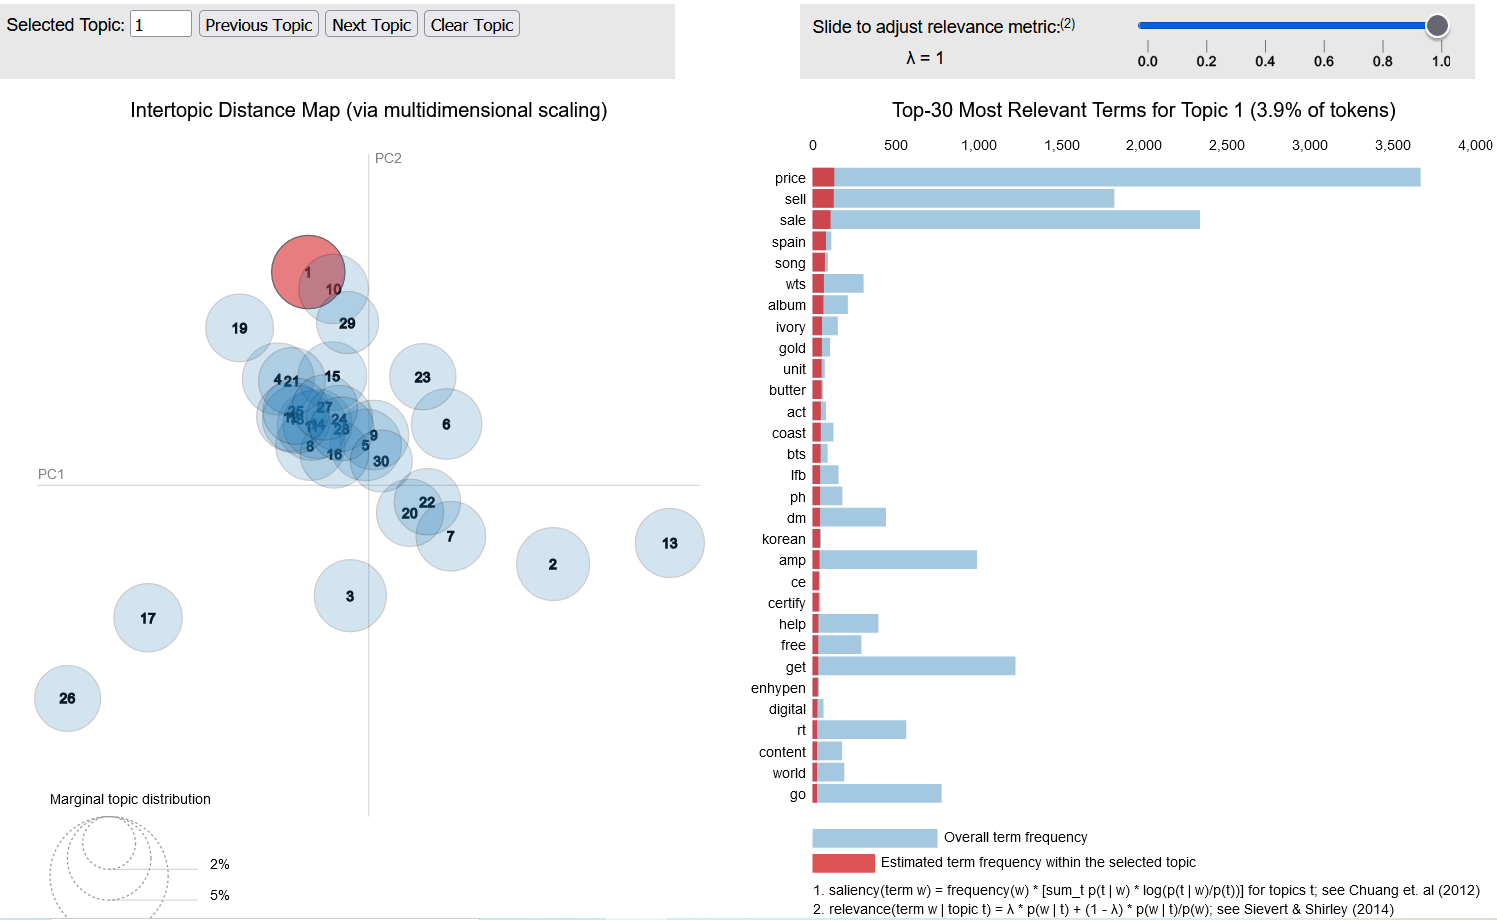 Selected Topic: 1 Previous Topic Next Topic Clear Topic
Slide to adjust relevance metric:(2)
λ = 1
0.0 0.2 0.4 0.6 0.8 1.0
Intertopic Distance Map (via multidimensional scaling)
PC2
PC1
1
10
19
29
4
21
15
23
6
25
27
24
28
14
9
5
8
16
30
22
20
7
2
13
3
17
26
Marginal topic distribution
2%
5%
Top-30 Most Relevant Terms for Topic 1 (3.9% of tokens)
0 500 1,000 1,500 2,000 2,500 3,000 3,500 4,000
price
sell
sale
spain
song
wts
album
ivory
gold
unit
butter
act
coast
bts
lfb
ph
dm
korean
amp
ce
certify
help
free
get
enhypen
digital
rt
content
world
go
Overall term frequency
Estimated term frequency within the selected topic
1. saliency(term w) = frequency(w) * [sum_t p(t | w) * log(p(t | w)/p(t))] for topics t; see Chuang et. al (2012)
2. relevance(term w | topic t) = λ * p(w | t) + (1 - λ) * p(w | t)/p(w); see Sievert & Shirley (2014)